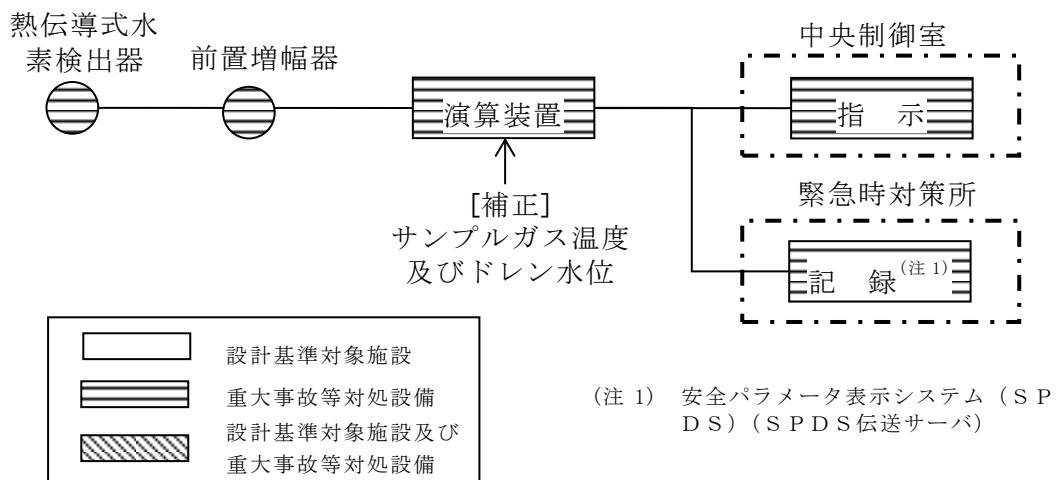 熱伝導式水
素検出器
前置増幅器
演算装置
[補正]
サンプルガス温度
及びドレン水位
中央制御室
指　示
緊急時対策所
記　録(注 1)
設計基準対象施設
重大事故等対処設備
設計基準対象施設及び
重大事故等対処設備
(注 1)　安全パラメータ表示システム（ＳＰ
ＤＳ）（ＳＰＤＳ伝送サーバ）